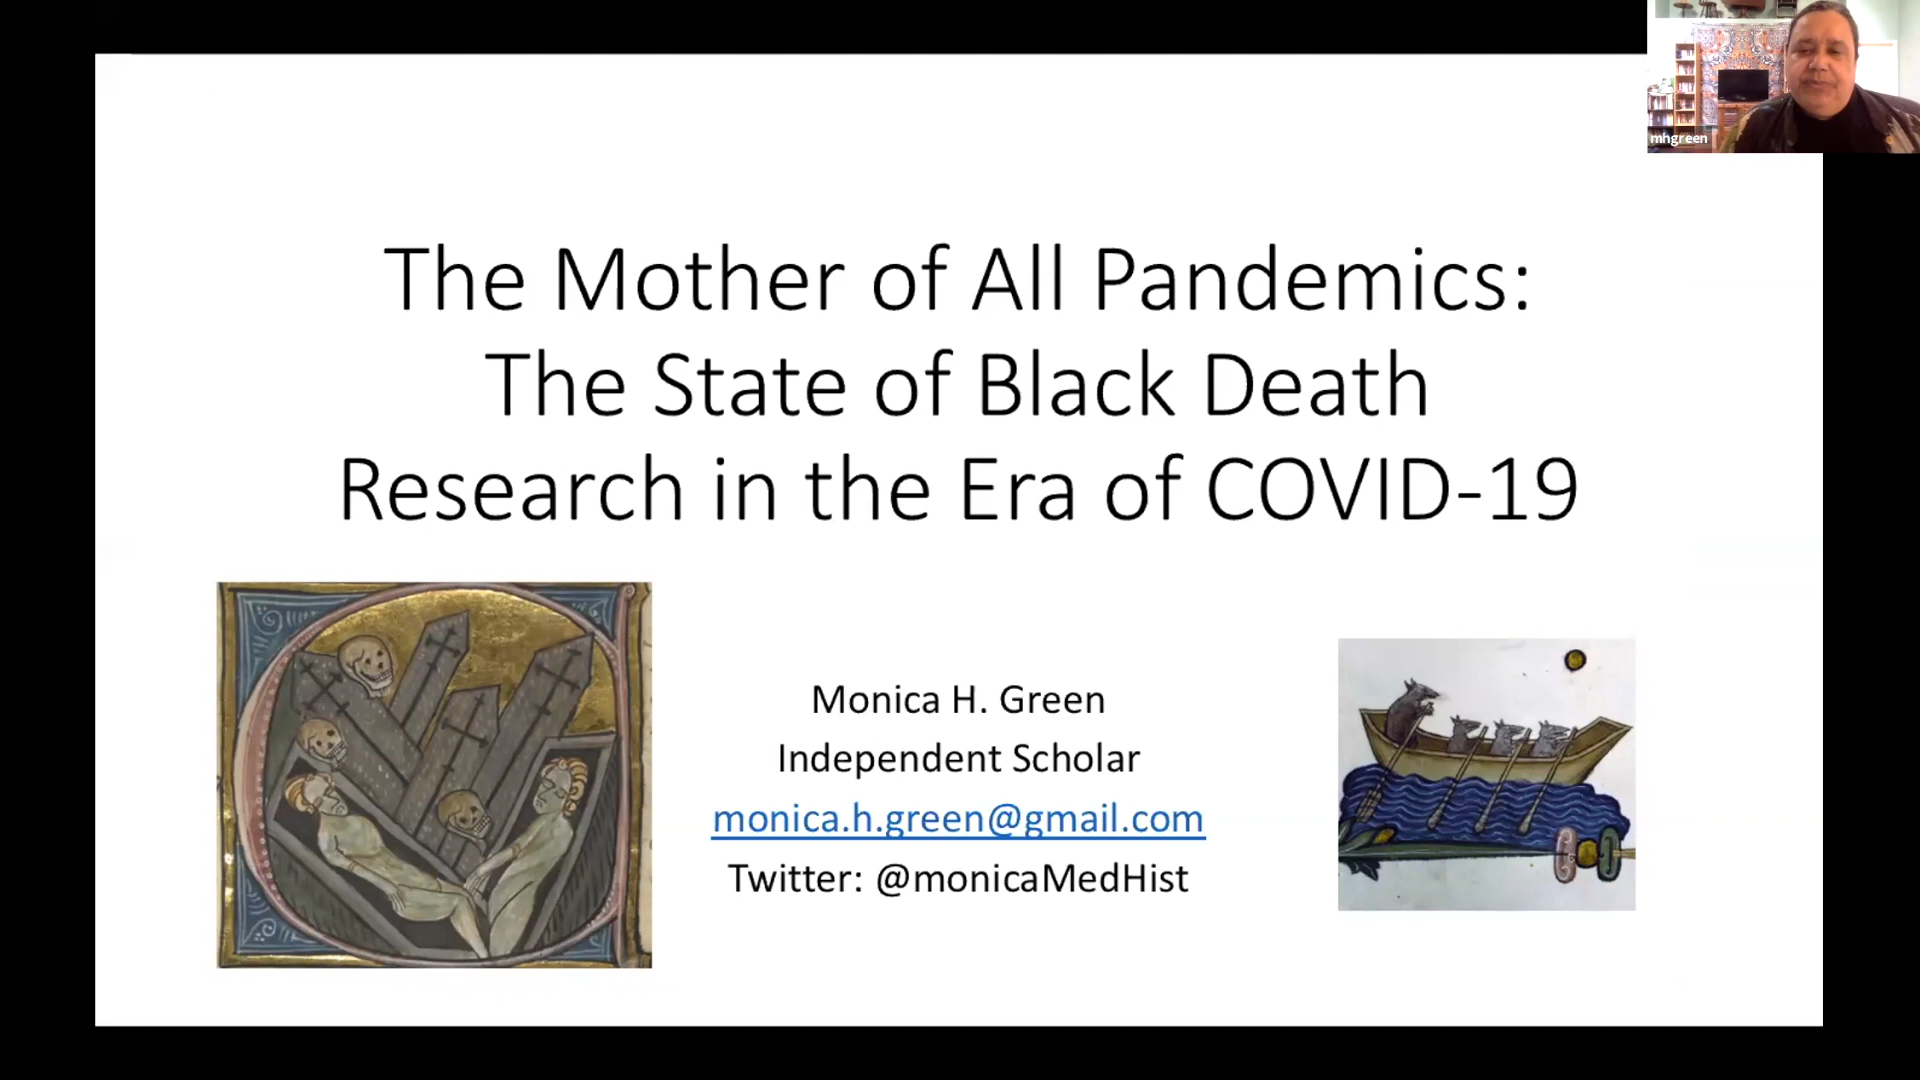 mhgreen
The Mother of All Pandemics:
The State of Black Death
Research in the Era of COVID-19
Monica H. Green
Independent Scholar
monica.h.green@gmail.com
Twitter: @monicaMedHist